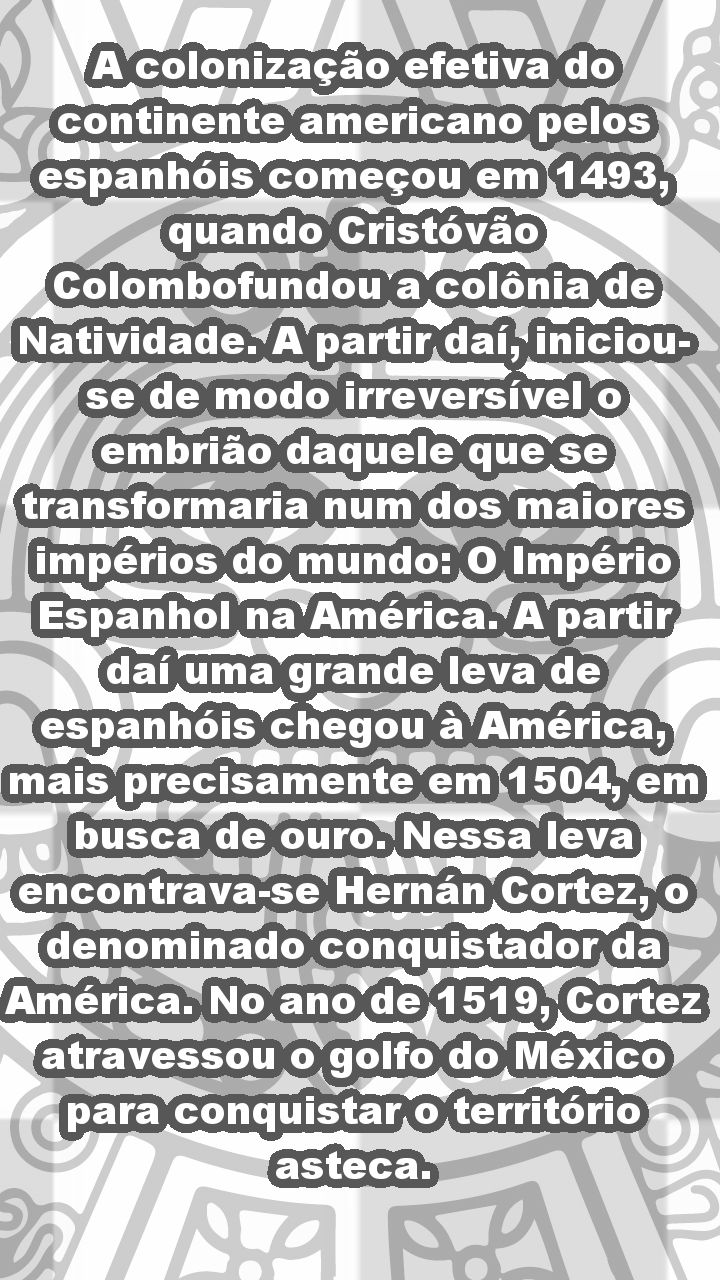 A colonização efetiva do
continente americano pelos
espanhóis começou em 1493,
quando Cristóvão
Colombofundou a colônia de
Natividade. A partir daí, iniciou-
se de modo irreversível o
embrião daquele que se
transformaria num dos maiores
impérios do mundo: O Império
Espanhol na América. A partir
daí uma grande leva de
espanhóis chegou à América,
mais precisamente em 1504, em
busca de ouro. Nessa leva
encontrava-se Hernán Cortez, o
denominado conquistador da
América. No ano de 1519, Cortez
atravessou o golfo do México
para conquistar o território
asteca.